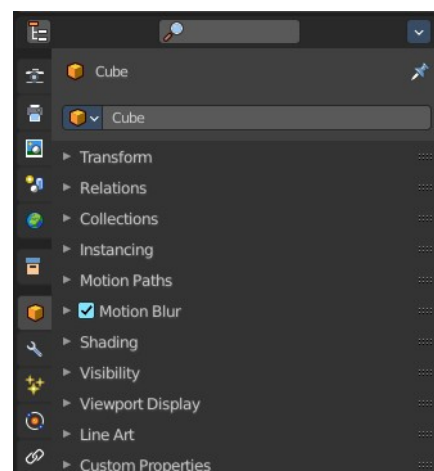 Cube
Cube
Transform
Relations
Collections
Instancing
Motion Paths
Motion Blur
Shading
Visibility
Viewport Display
Line Art
Custom Properties